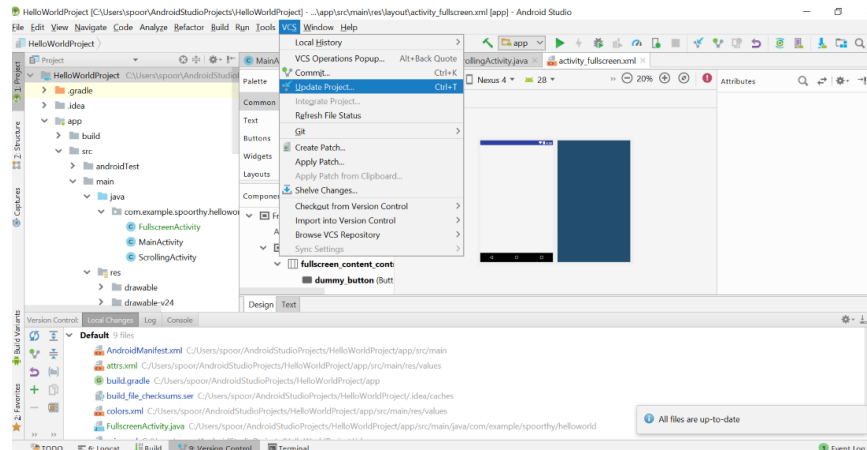 HelloWorldProject [C:\Users\spoor\AndroidStudioProjects\HelloWorldProject] - ...\app\src\main\res\layout\activity_fullscreen.xml [app] - Android Studio
File Edit View Navigate Code Analyze Refactor Build Run Tools VCS Window Help
HelloWorldProject
app
Project
MainA
ollingActivity.java
activity_fullscreen.xml
HelloWorldProject C:\Users\spoor\AndroidStudio
.gradle
.idea
app
build
src
androidTest
main
java
com.example.spoorthy.hellowor
FullscreenActivity
MainActivity
ScrollingActivity
res
drawable
drawable-v24
1: Project
7: Structure
Captures
Build Variants
2: Favorites
Palette
Common
Text
Buttons
Widgets
Layouts
Compone
Fr
fullscreen_content_cont
dummy_button (Butt
Local History
VCS Operations Popup... Alt+Back Quote
Commit... Ctrl+K
Update Project... Ctrl+T
Integrate Project...
Refresh File Status
Git
Create Patch...
Apply Patch...
Apply Patch from Clipboard...
Shelve Changes...
Checkout from Version Control
Import into Version Control
Browse VCS Repository
Sync Settings
Nexus 4 28 20% Attributes
Design Text
Version Control: Local Changes Log Console
Default 9 files
AndroidManifest.xml C:/Users/spoor/AndroidStudioProjects/HelloWorldProject/app/src/main
attrs.xml C:/Users/spoor/AndroidStudioProjects/HelloWorldProject/app/src/main/res/values
build.gradle C:/Users/spoor/AndroidStudioProjects/HelloWorldProject/app
build_file_checksums.ser C:/Users/spoor/AndroidStudioProjects/HelloWorldProject/.idea/caches
colors.xml C:/Users/spoor/AndroidStudioProjects/HelloWorldProject/app/src/main/res/values
FullscreenActivity.java C:/Users/spoor/AndroidStudioProjects/HelloWorldProject/app/src/main/java/com/example/spoorthy/helloworld
All files are up-to-date
TODO 6: Logcat Build 9: Version Control Terminal Event Log